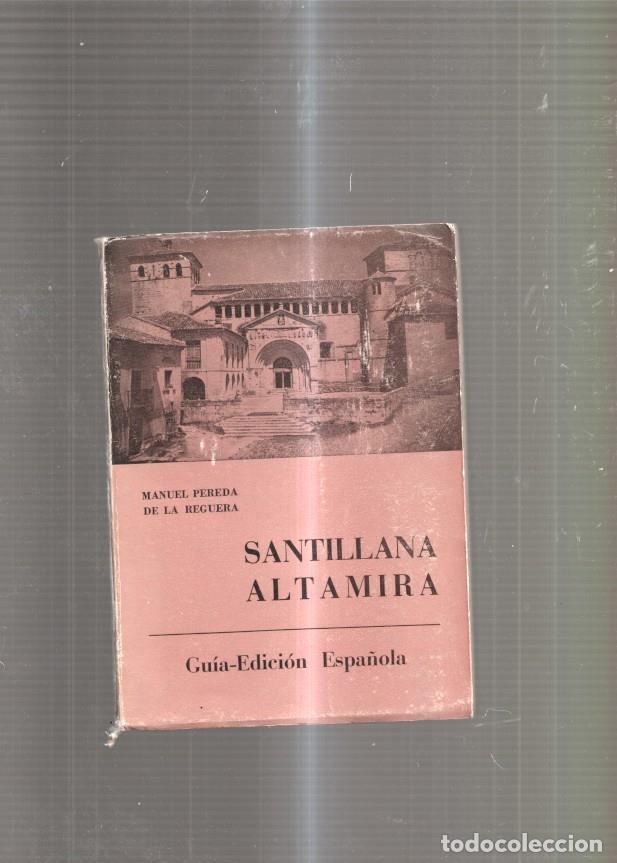 MANUEL PEREDA
DE LA REGUERA
SANTILLANA
ALTAMIRA
Guía-Edición Española
todocoleccion